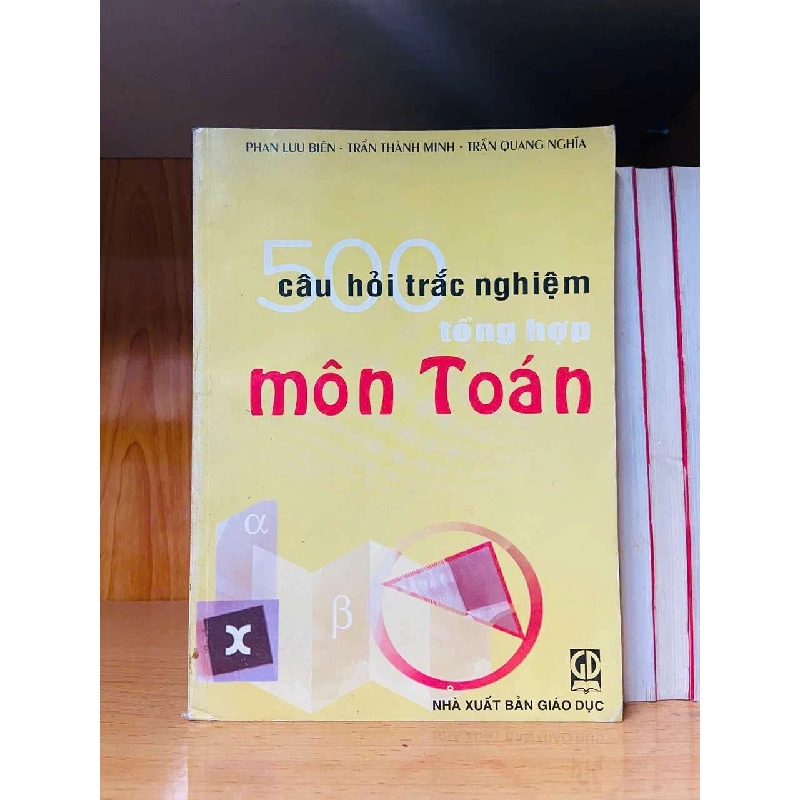 PHAN LƯU BIÊN - TRẦN THÀNH MINH - TRẦN QUANG NGHĨA
500
câu hỏi trắc nghiệm
tổng hợp
môn Toán
α
β
x
GD
NHÀ XUẤT BẢN GIÁO DỤC